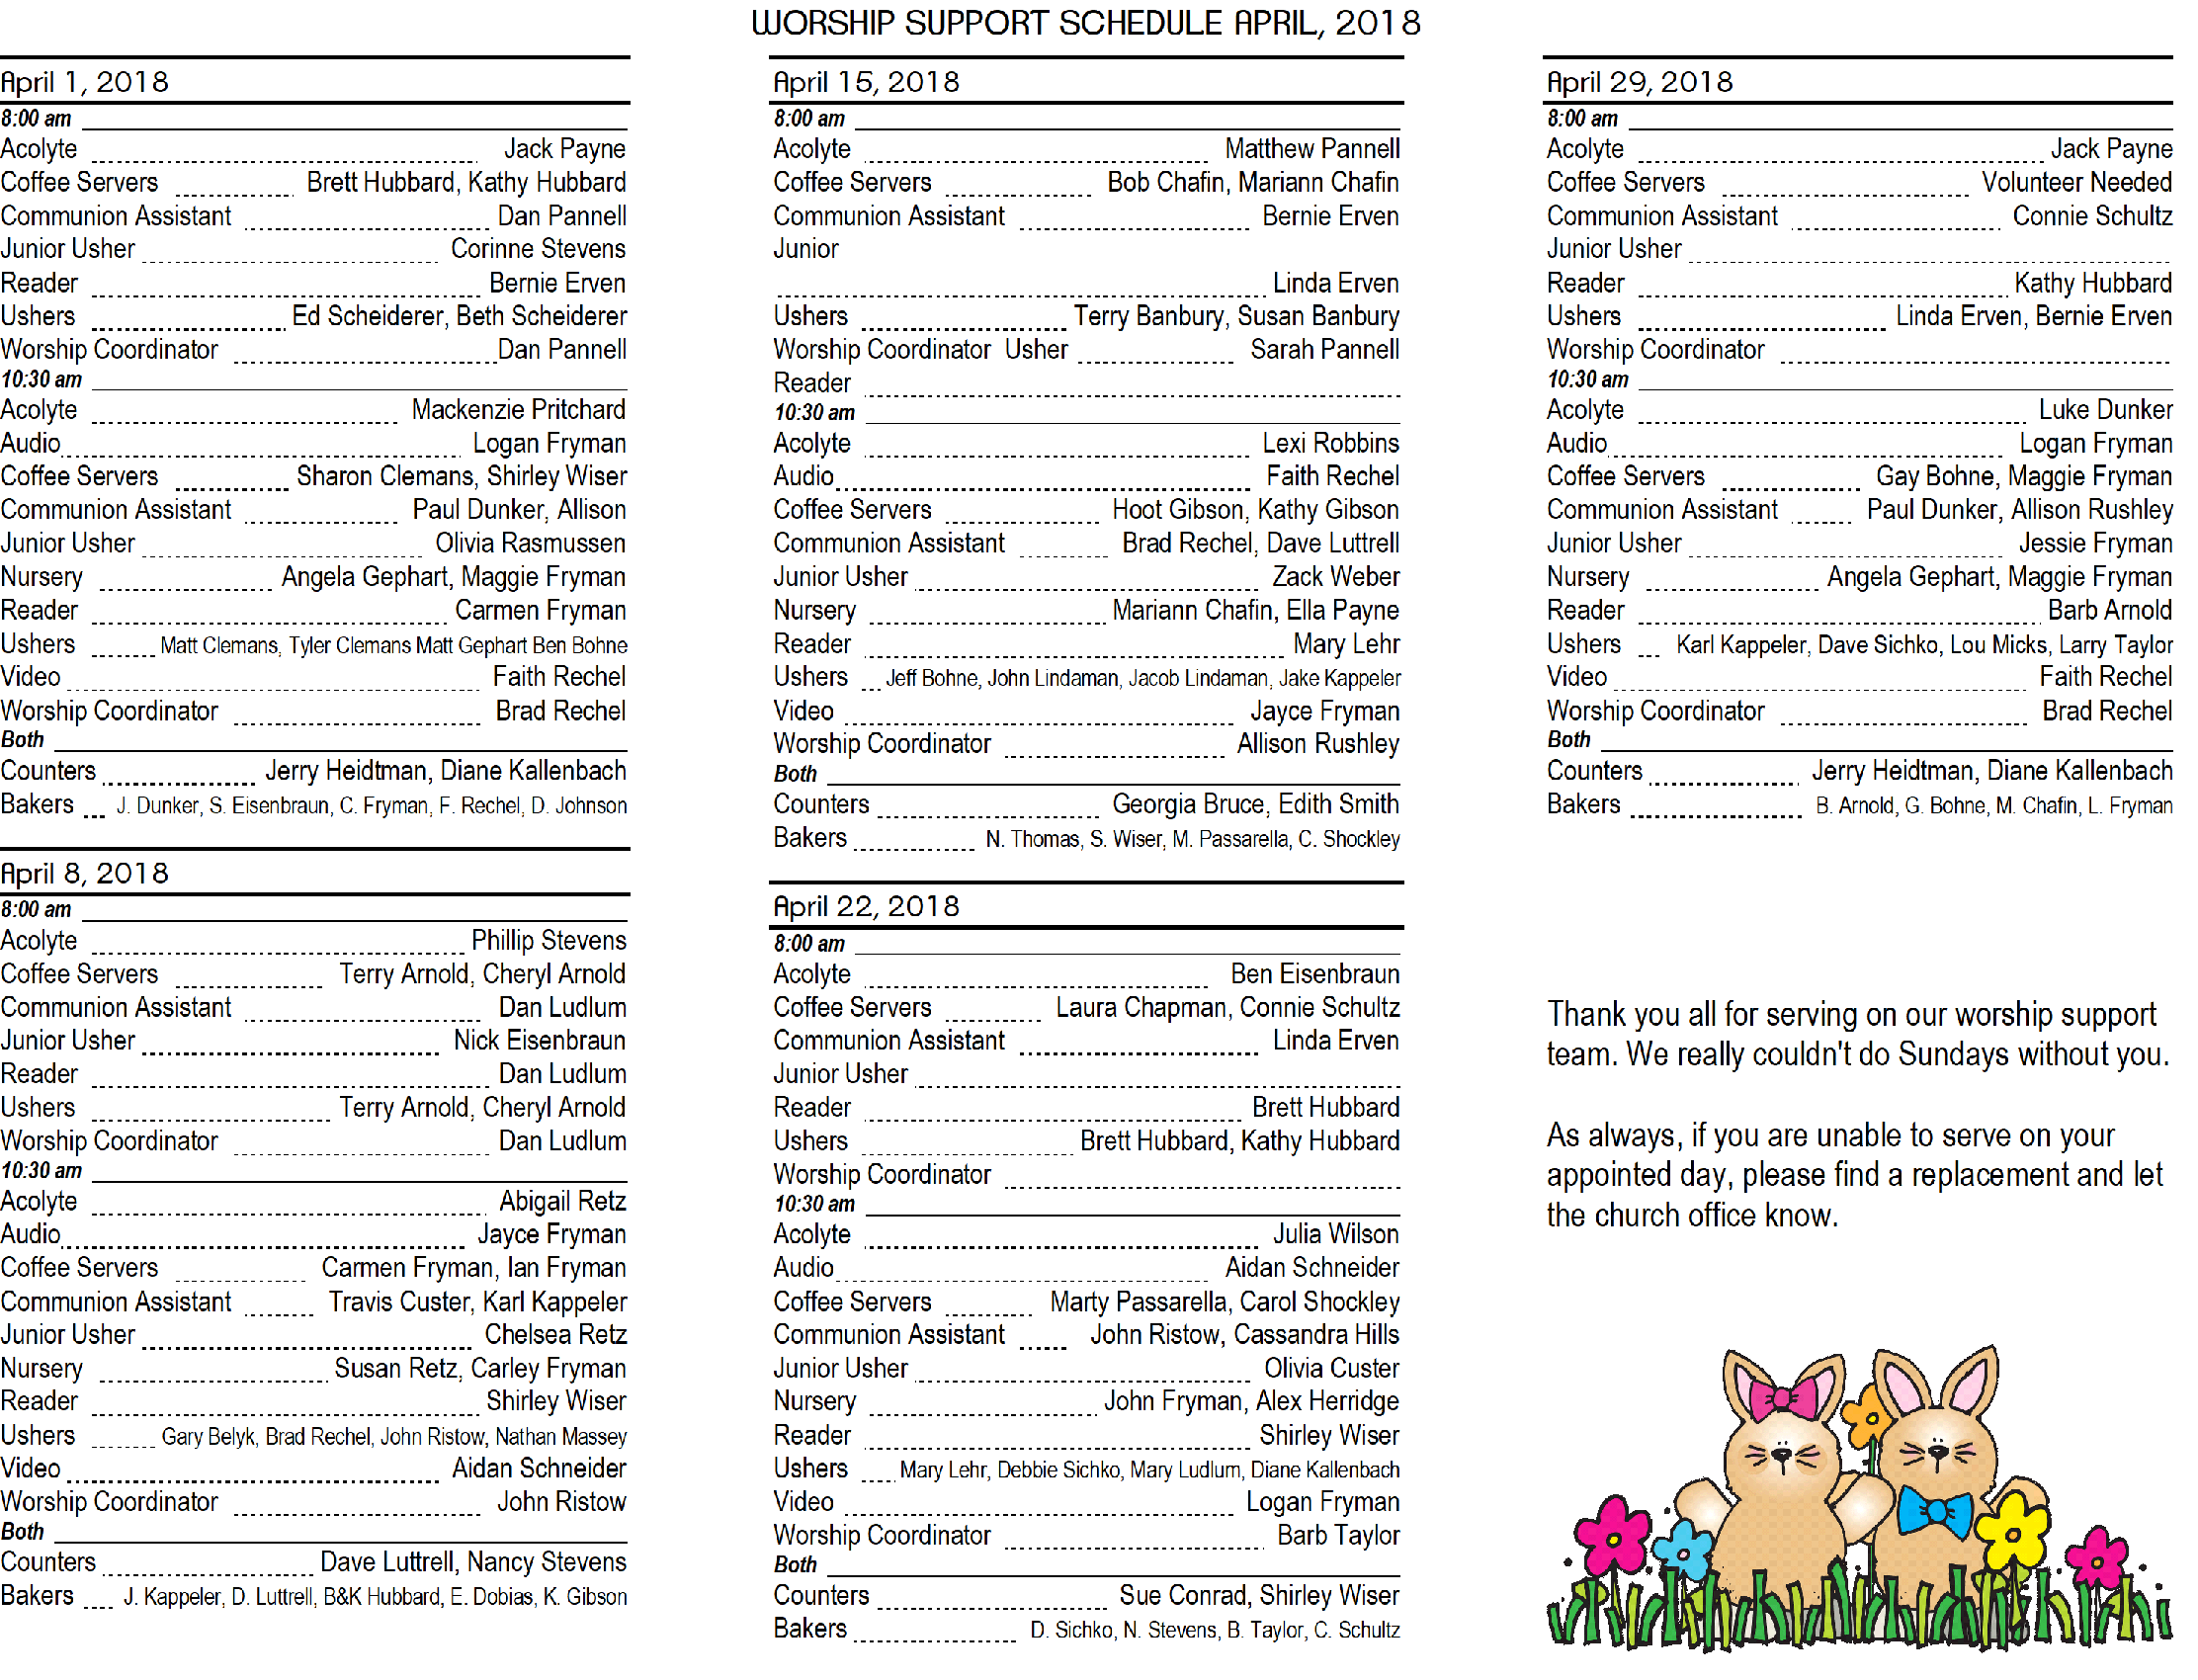 WORSHIP SUPPORT SCHEDULE APRIL, 2018
April 1, 2018
8:00 am
Acolyte Jack Payne
Coffee Servers Brett Hubbard, Kathy Hubbard
Communion Assistant Dan Pannell
Junior Usher Corinne Stevens
Reader Bernie Erven
Ushers Ed Scheiderer, Beth Scheiderer
Worship Coordinator Dan Pannell
10:30 am
Acolyte Mackenzie Pritchard
Audio Logan Fryman
Coffee Servers Sharon Clemans, Shirley Wiser
Communion Assistant Paul Dunker, Allison
Junior Usher Olivia Rasmussen
Nursery Angela Gephart, Maggie Fryman
Reader Carmen Fryman
Ushers Matt Clemans, Tyler Clemans Matt Gephart Ben Bohne
Video Faith Rechel
Worship Coordinator Brad Rechel
Both
Counters Jerry Heidtman, Diane Kallenbach
Bakers J. Dunker, S. Eisenbraun, C. Fryman, F. Rechel, D. Johnson
April 8, 2018
8:00 am
Acolyte Phillip Stevens
Coffee Servers Terry Arnold, Cheryl Arnold
Communion Assistant Dan Ludlum
Junior Usher Nick Eisenbraun
Reader Dan Ludlum
Ushers Terry Arnold, Cheryl Arnold
Worship Coordinator Dan Ludlum
10:30 am
Acolyte Abigail Retz
Audio Jayce Fryman
Coffee Servers Carmen Fryman, Ian Fryman
Communion Assistant Travis Custer, Karl Kappeler
Junior Usher Chelsea Retz
Nursery Susan Retz, Carley Fryman
Reader Shirley Wiser
Ushers Gary Belyk, Brad Rechel, John Ristow, Nathan Massey
Video Aidan Schneider
Worship Coordinator John Ristow
Both
Counters Dave Luttrell, Nancy Stevens
Bakers J. Kappeler, D. Luttrell, B&K Hubbard, E. Dobias, K. Gibson
April 15, 2018
8:00 am
Acolyte Matthew Pannell
Coffee Servers Bob Chafin, Mariann Chafin
Communion Assistant Bernie Erven
Junior
Linda Erven
Ushers Terry Banbury, Susan Banbury
Worship Coordinator Usher Sarah Pannell
Reader
10:30 am
Acolyte Lexi Robbins
Audio Faith Rechel
Coffee Servers Hoot Gibson, Kathy Gibson
Communion Assistant Brad Rechel, Dave Luttrell
Junior Usher Zack Weber
Nursery Mariann Chafin, Ella Payne
Reader Mary Lehr
Ushers Jeff Bohne, John Lindaman, Jacob Lindaman, Jake Kappeler
Video Jayce Fryman
Worship Coordinator Allison Rushley
Both
Counters Georgia Bruce, Edith Smith
Bakers N. Thomas, S. Wiser, M. Passarella, C. Shockley
April 22, 2018
8:00 am
Acolyte Ben Eisenbraun
Coffee Servers Laura Chapman, Connie Schultz
Communion Assistant Linda Erven
Junior Usher
Reader Brett Hubbard
Ushers Brett Hubbard, Kathy Hubbard
Worship Coordinator
10:30 am
Acolyte Julia Wilson
Audio Aidan Schneider
Coffee Servers Marty Passarella, Carol Shockley
Communion Assistant John Ristow, Cassandra Hills
Junior Usher Olivia Custer
Nursery John Fryman, Alex Herridge
Reader Shirley Wiser
Ushers Mary Lehr, Debbie Sichko, Mary Ludlum, Diane Kallenbach
Video Logan Fryman
Worship Coordinator Barb Taylor
Both
Counters Sue Conrad, Shirley Wiser
Bakers D. Sichko, N. Stevens, B. Taylor, C. Schultz
April 29, 2018
8:00 am
Acolyte Jack Payne
Coffee Servers Volunteer Needed
Communion Assistant Connie Schultz
Junior Usher
Reader Kathy Hubbard
Ushers Linda Erven, Bernie Erven
Worship Coordinator
10:30 am
Acolyte Luke Dunker
Audio Logan Fryman
Coffee Servers Gay Bohne, Maggie Fryman
Communion Assistant Paul Dunker, Allison Rushley
Junior Usher Jessie Fryman
Nursery Angela Gephart, Maggie Fryman
Reader Barb Arnold
Ushers Karl Kappeler, Dave Sichko, Lou Micks, Larry Taylor
Video Faith Rechel
Worship Coordinator Brad Rechel
Both
Counters Jerry Heidtman, Diane Kallenbach
Bakers B. Arnold, G. Bohne, M. Chafin, L. Fryman
Thank you all for serving on our worship support
team. We really couldn't do Sundays without you.
As always, if you are unable to serve on your
appointed day, please find a replacement and let
the church office know.